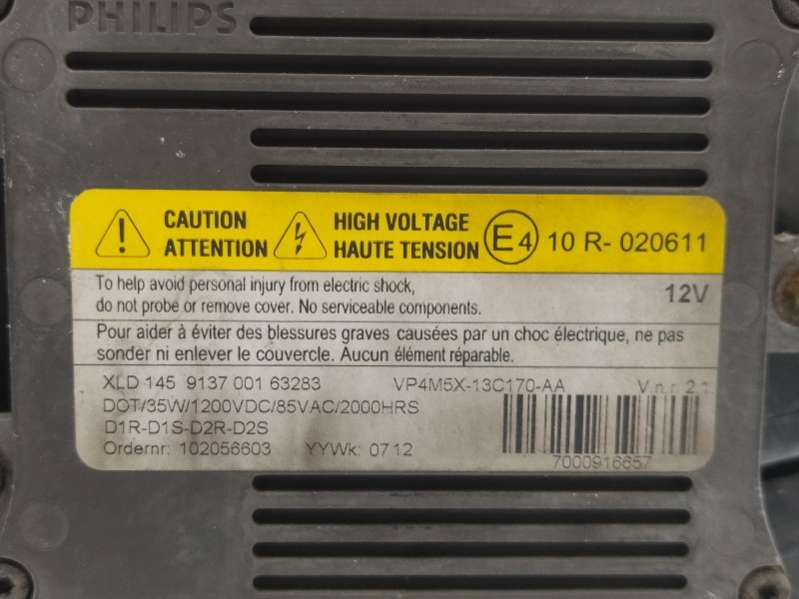 PHILIPS
CAUTION
ATTENTION
HIGH VOLTAGE
HAUTE TENSION
E4 10 R- 020611
To help avoid personal injury from electric shock,
do not probe or remove cover. No serviceable components.
12V
Pour aider à éviter des blessures graves causées par un choc électrique, ne pas
sonder ni enlever le couvercle. Aucun élément réparable.
XLD 145 9137 001 63283 VP4M5X-13C170-AA V.n.r. 2.1
DOT/35W/1200VDC/85VAC/2000HRS
D1R-D1S-D2R-D2S
Ordernr: 102056603 YYWk: 0712
7000916657